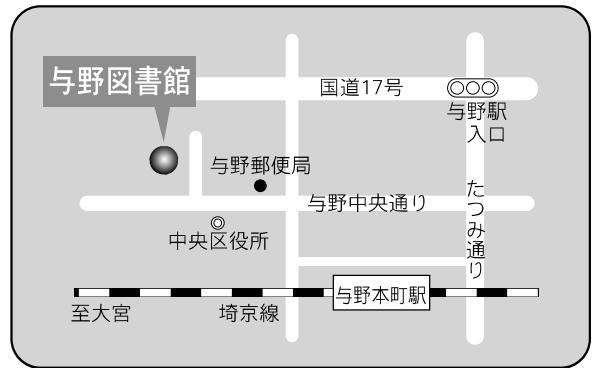 与野図書館
国道17号
与野駅
入口
与野郵便局
与野中央通り
たつみ通り
中央区役所
与野本町駅
至大宮
埼京線